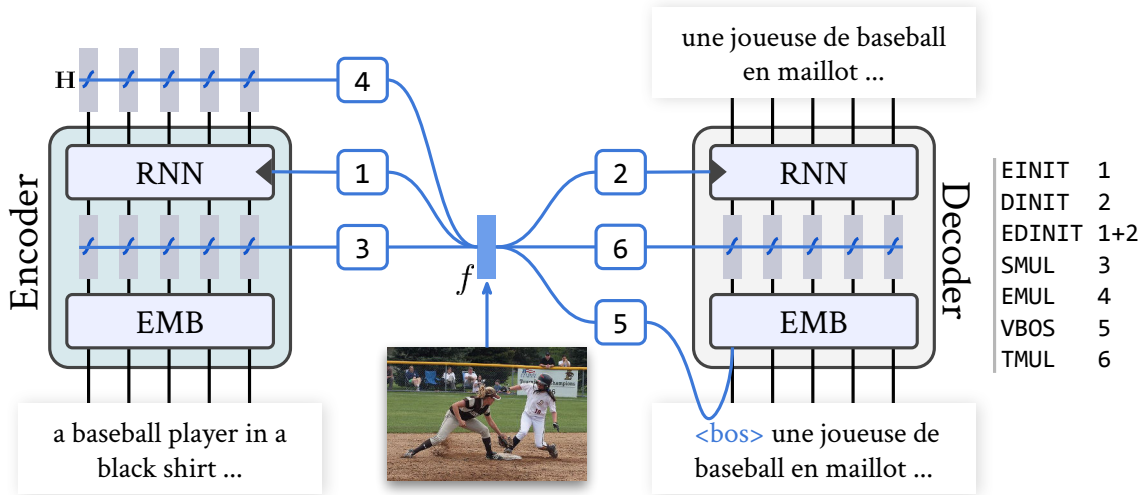 une joueuse de baseball
en maillot ...
H
4
Encoder
RNN
1
2
RNN
Decoder
3
6
f
EMB
5
EMB
EINIT 1
DINIT 2
EDINIT 1+2
SMUL 3
EMUL 4
VBOS 5
TMUL 6
a baseball player in a
black shirt ...
<bos> une joueuse de
baseball en maillot ...